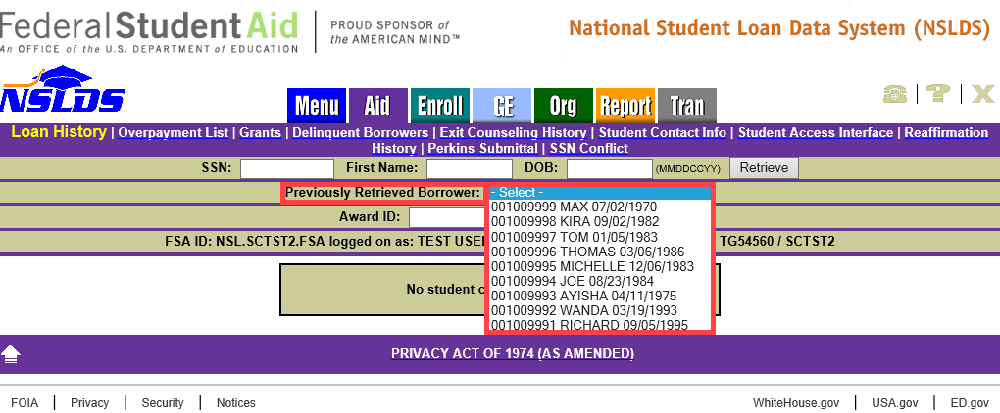 Federal Student Aid
An OFFICE of the U.S. DEPARTMENT of EDUCATION
PROUD SPONSOR of
the AMERICAN MIND™
National Student Loan Data System (NSLDS)
NSLDS
Menu Aid Enroll GE Org Report Tran
Loan History | Overpayment List | Grants | Delinquent Borrowers | Exit Counseling History | Student Contact Info | Student Access Interface | Reaffirmation
History | Perkins Submittal | SSN Conflict
SSN: First Name: DOB: (MMDDCCYY) Retrieve
Previously Retrieved Borrower: - Select -
001009999 MAX 07/02/1970
001009998 KIRA 09/02/1982
001009997 TOM 01/05/1983
001009996 THOMAS 03/06/1986
001009995 MICHELLE 12/06/1983
001009994 JOE 08/23/1984
001009993 AYISHA 04/11/1975
001009992 WANDA 03/19/1993
001009991 RICHARD 09/05/1995
Award ID:
FSA ID: NSL.SCTST2.FSA logged on as: TEST USE TG54560 / SCTST2
No student c
PRIVACY ACT OF 1974 (AS AMENDED)
FOIA | Privacy | Security | Notices WhiteHouse.gov | USA.gov | ED.gov